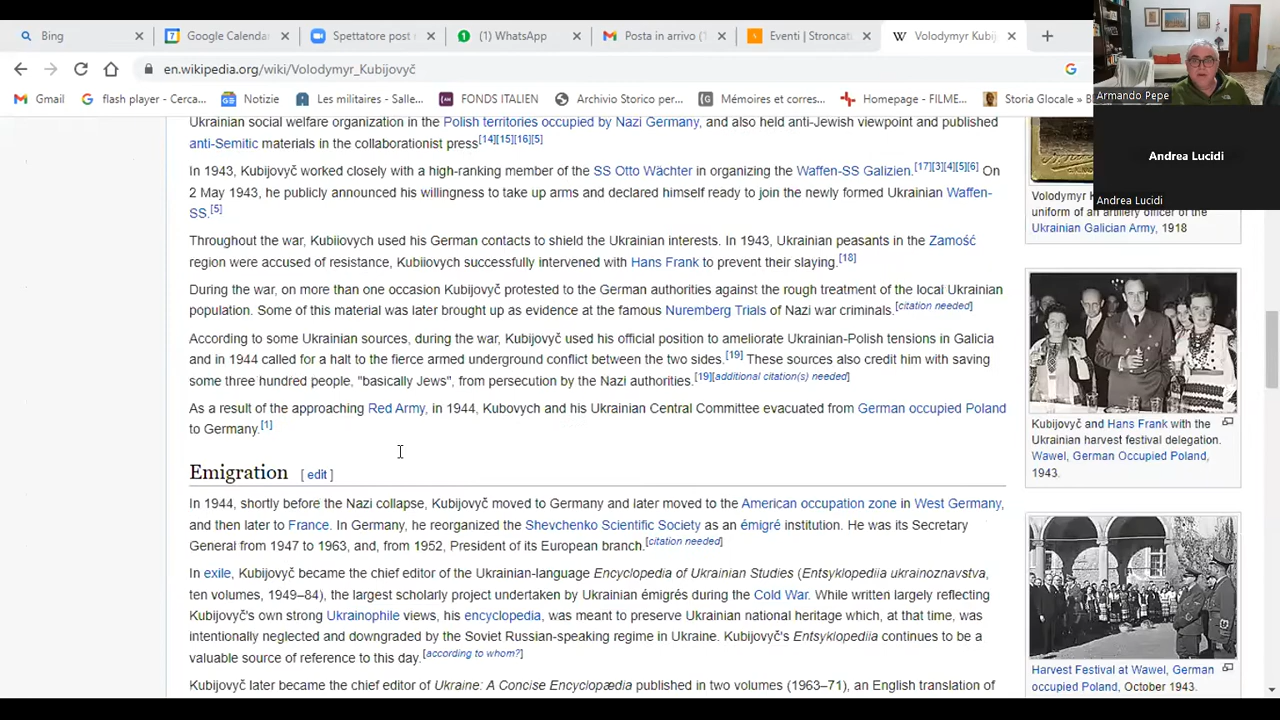 Bing
Google Calenda
Spettatore post
(1) WhatsApp
Posta in arrivo (1
Eventi | Stroncat
Volodymyr Kubij
en.wikipedia.org/wiki/Volodymyr_Kubijovyč
Gmail
flash player - Cerca...
Notizie
Les militaires - Salle...
FONDS ITALIEN
Archivio Storico per...
Mémoires et corres...
Homepage - FILME...
Storia Glocale » B
Armando Pepe
Andrea Lucidi
Andrea Lucidi
Ukrainian social welfare organization in the Polish territories occupied by Nazi Germany, and also held anti-Jewish viewpoint and published
anti-Semitic materials in the collaborationist press[14][15][16][5]
In 1943, Kubijovyč worked closely with a high-ranking member of the SS Otto Wächter in organizing the Waffen-SS Galizien.[17][3][4][5][6] On
2 May 1943, he publicly announced his willingness to take up arms and declared himself ready to join the newly formed Ukrainian Waffen-
SS.[5]
Throughout the war, Kubiiovych used his German contacts to shield the Ukrainian interests. In 1943, Ukrainian peasants in the Zamość
region were accused of resistance, Kubiiovych successfully intervened with Hans Frank to prevent their slaying.[18]
During the war, on more than one occasion Kubijovyč protested to the German authorities against the rough treatment of the local Ukrainian
population. Some of this material was later brought up as evidence at the famous Nuremberg Trials of Nazi war criminals.[citation needed]
According to some Ukrainian sources, during the war, Kubijovyč used his official position to ameliorate Ukrainian-Polish tensions in Galicia
and in 1944 called for a halt to the fierce armed underground conflict between the two sides.[19] These sources also credit him with saving
some three hundred people, "basically Jews", from persecution by the Nazi authorities.[19][additional citation(s) needed]
As a result of the approaching Red Army, in 1944, Kubovych and his Ukrainian Central Committee evacuated from German occupied Poland
to Germany.[1]
Emigration [ edit ]
In 1944, shortly before the Nazi collapse, Kubijovyč moved to Germany and later moved to the American occupation zone in West Germany,
and then later to France. In Germany, he reorganized the Shevchenko Scientific Society as an émigré institution. He was its Secretary
General from 1947 to 1963, and, from 1952, President of its European branch.[citation needed]
In exile, Kubijovyč became the chief editor of the Ukrainian-language Encyclopedia of Ukrainian Studies (Entsyklopediia ukrainoznavstva,
ten volumes, 1949–84), the largest scholarly project undertaken by Ukrainian émigrés during the Cold War. While written largely reflecting
Kubijovyč's own strong Ukrainophile views, his encyclopedia, was meant to preserve Ukrainian national heritage which, at that time, was
intentionally neglected and downgraded by the Soviet Russian-speaking regime in Ukraine. Kubijovyč's Entsyklopediia continues to be a
valuable source of reference to this day.[according to whom?]
Kubijovyč later became the chief editor of Ukraine: A Concise Encyclopædia published in two volumes (1963–71), an English translation of
Volodymyr
uniform of an artillery officer of the
Ukrainian Galician Army, 1918
Kubijovyč and Hans Frank with the
Ukrainian harvest festival delegation.
Wawel, German Occupied Poland,
1943.
Harvest Festival at Wawel, German
occupied Poland, October 1943.